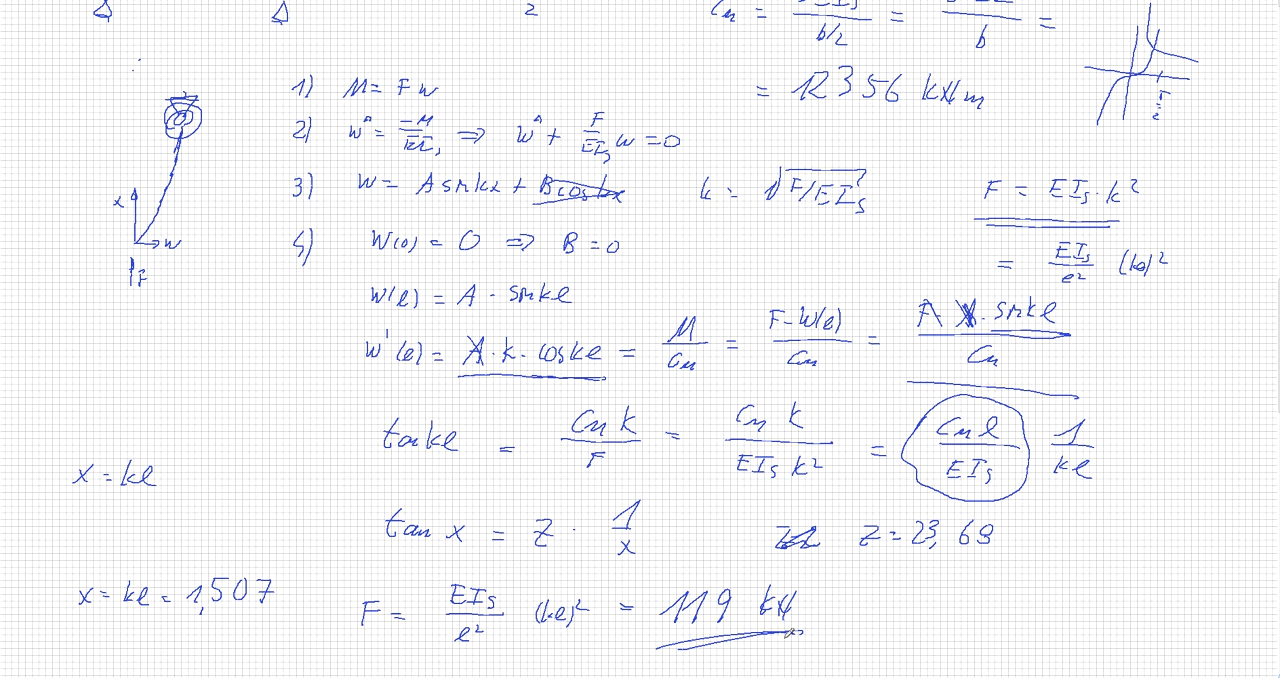 2
b/2
b
=
1) M = F w
= 12356 kNm
2) w'' = -M/EI_s ⇒ w'' + F/EI_s w = 0
3) w = A sin kx + B cos kx
k = √F/EI_s
F = EI_s · k²
x
w
F
4) w(0) = 0 ⇒ B = 0
= EI_s/l² (kl)²
w(l) = A · sin kl
w'(l) = A · k · cos kl = M/C_M = F·w(l)/C_M = F A · sin kl/C_M
tan kl = C_M k/F = C_M k/EI_s k² = C_M l/EI_s 1/kl
x = kl
tan x = z · 1/x
z = 23,69
x = kl = 1,507
F = EI_s/l² (kl)² = 119 kN